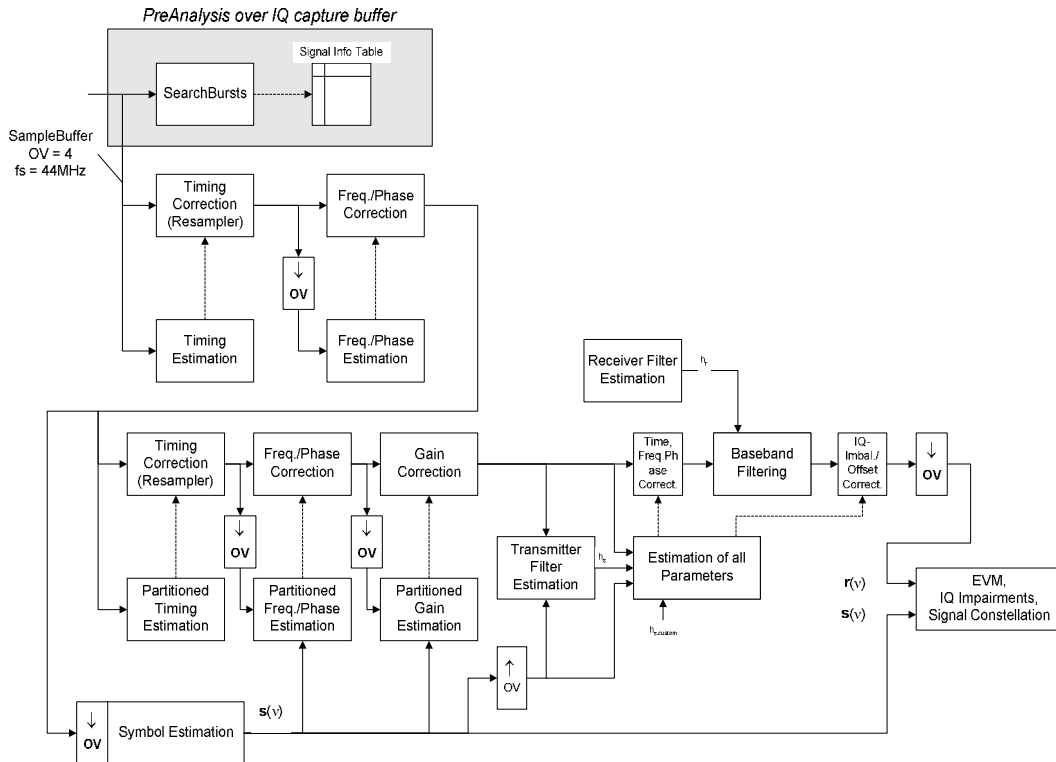 PreAnalysis over IQ capture buffer
Signal Info Table
SearchBursts
SampleBuffer
OV = 4
fs = 44MHz
Timing
Correction
(Resampler)
Freq./Phase
Correction
↓
OV
Timing
Estimation
Freq./Phase
Estimation
Receiver Filter
Estimation
hr
Timing
Correction
(Resampler)
Freq./Phase
Correction
Gain
Correction
Time,
Freq.Ph
ase
Correct.
Baseband
Filtering
IQ-
Imbal./
Offset
Correct.
↓
OV
↓
OV
↓
OV
Partitioned
Timing
Estimation
Partitioned
Freq./Phase
Estimation
Partitioned
Gain
Estimation
Transmitter
Filter
Estimation
hs
Estimation of all
Parameters
hs,custom
r(ν)
s(ν)
EVM,
IQ Impairments,
Signal Constellation
↑
OV
↓
OV
Symbol Estimation
s(ν)